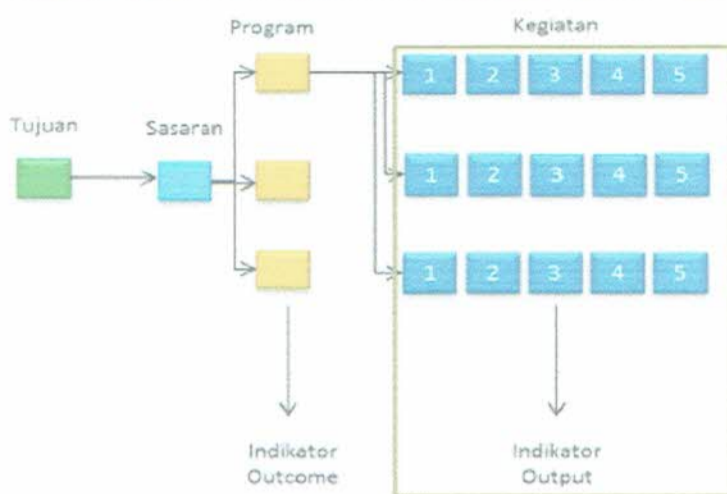 Program
Kegiatan
1 2 3 4 5
Tujuan
Sasaran
1 2 3 4 5
1 2 3 4 5
Indikator
Outcome
Indikator
Output